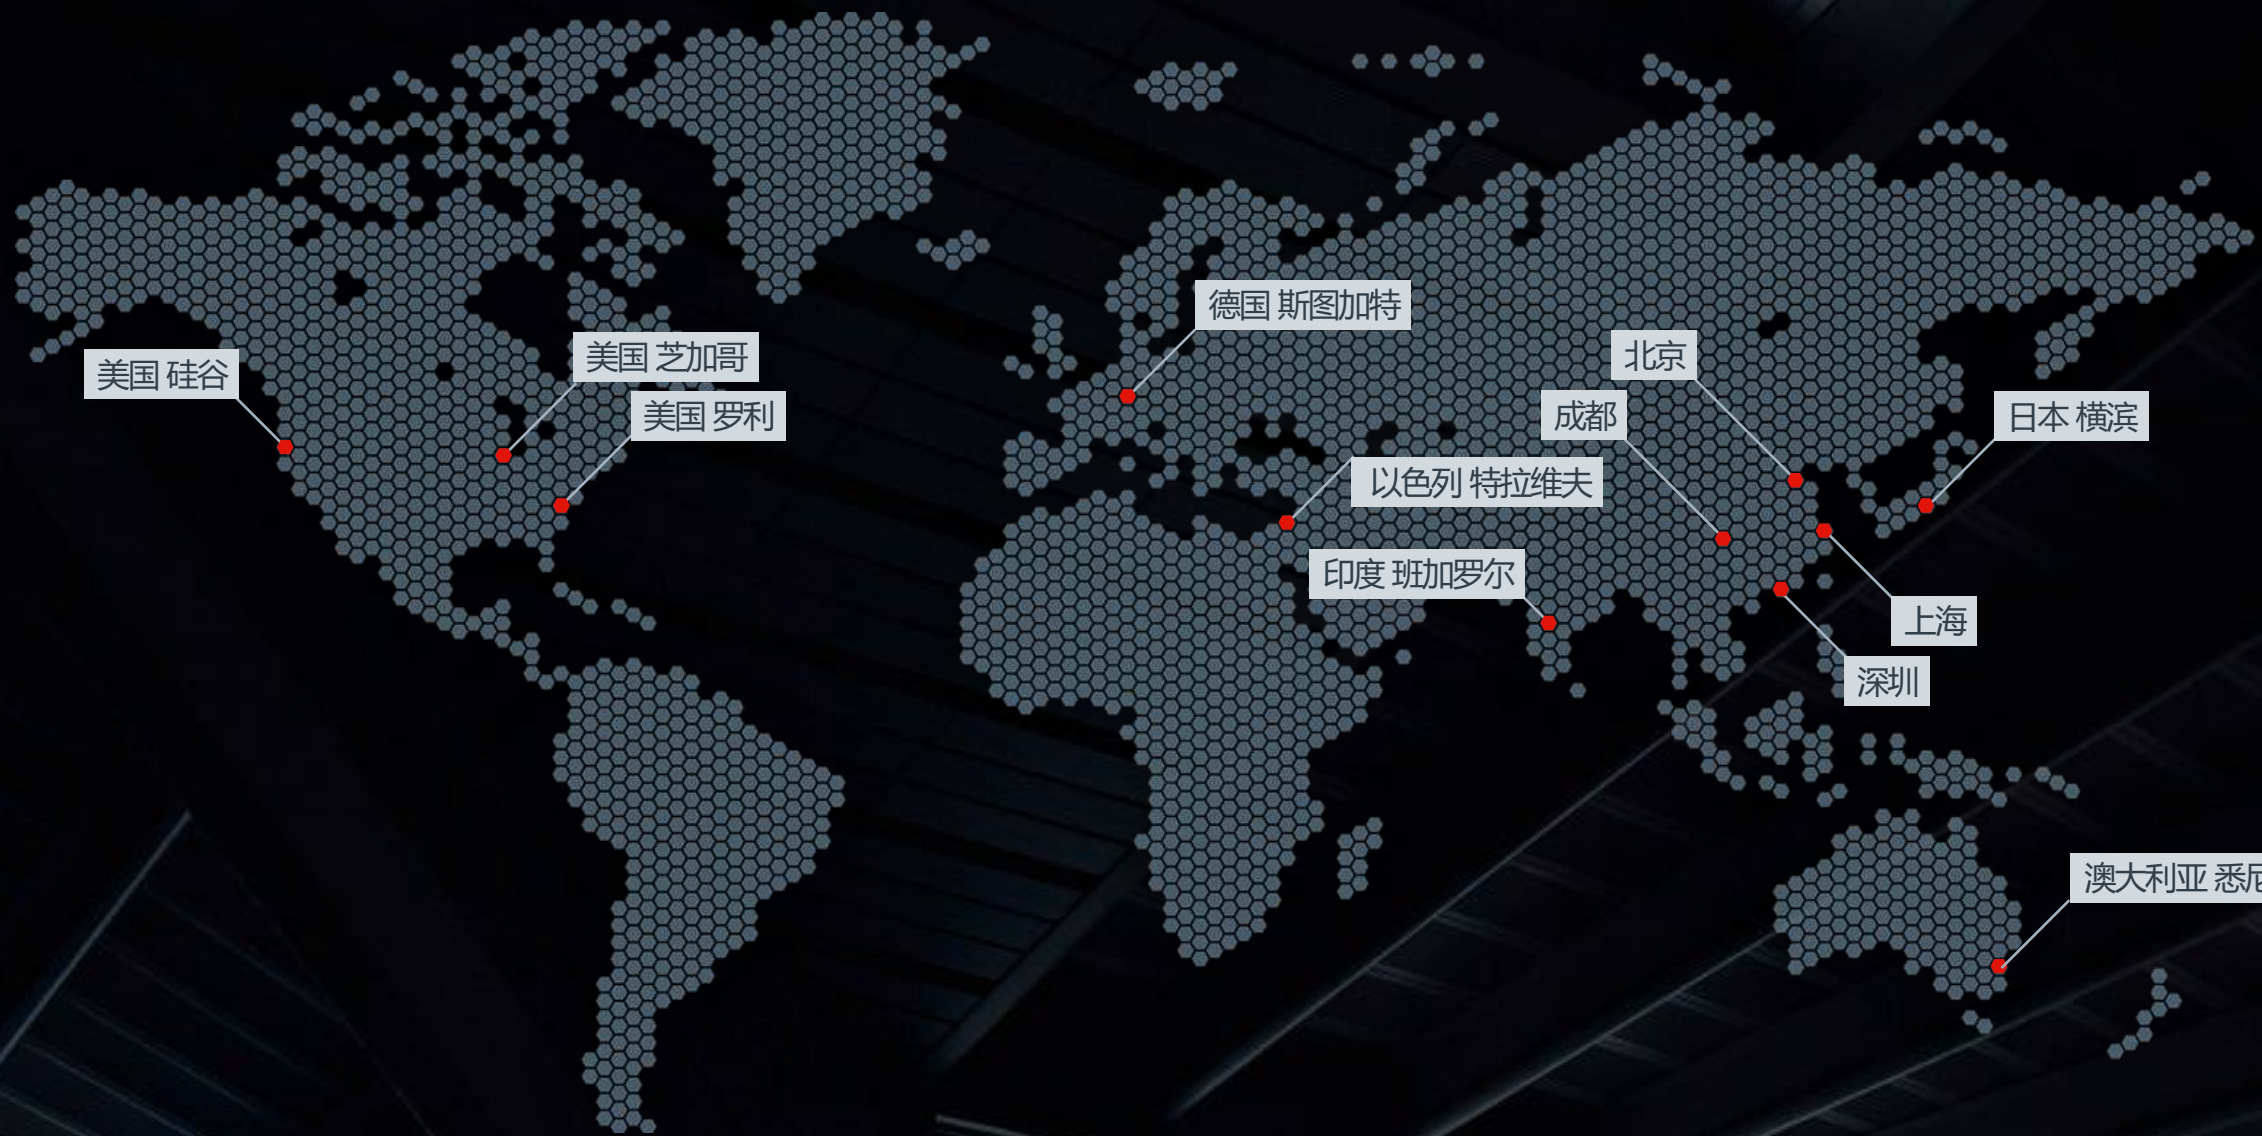 德国 斯图加特
美国 芝加哥
北京
美国 硅谷
美国 罗利
成都
日本 横滨
以色列 特拉维夫
印度 班加罗尔
上海
深圳
澳大利亚 悉尼